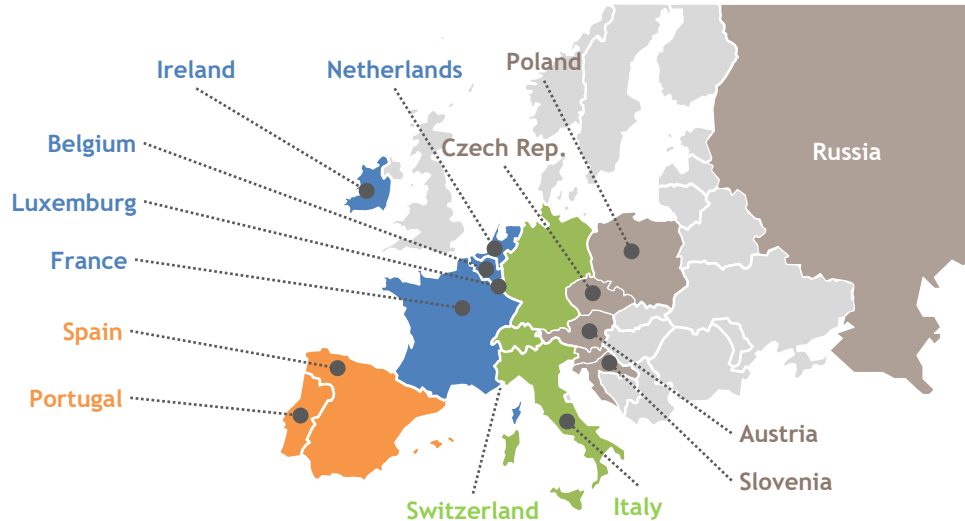 Poland
Ireland
Netherlands
Belgium
Czech Rep.
Russia
Luxemburg
France
Spain
Portugal
Austria
Slovenia
Switzerland
Italy